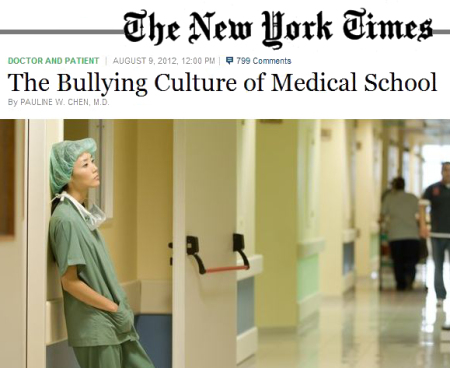 The New York Times
DOCTOR AND PATIENT | AUGUST 9, 2012, 12:00 PM | 799 Comments
The Bullying Culture of Medical School
By PAULINE W. CHEN, M.D.